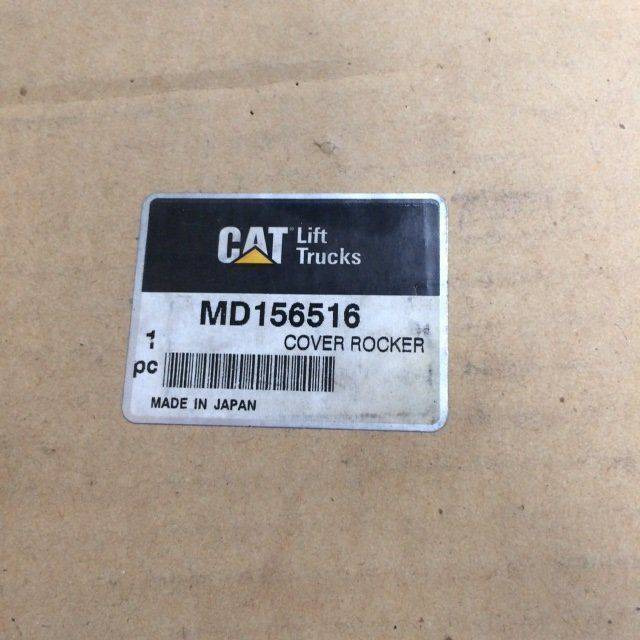 CAT Lift
Trucks
MD156516
1 COVER ROCKER
pc
MADE IN JAPAN